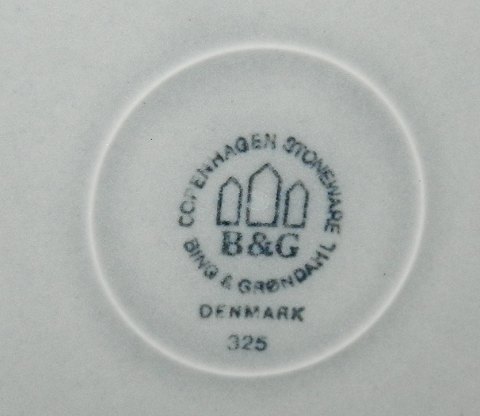 COPENHAGEN STONEWARE
B&G
BING & GRØNDAHL
DENMARK
325